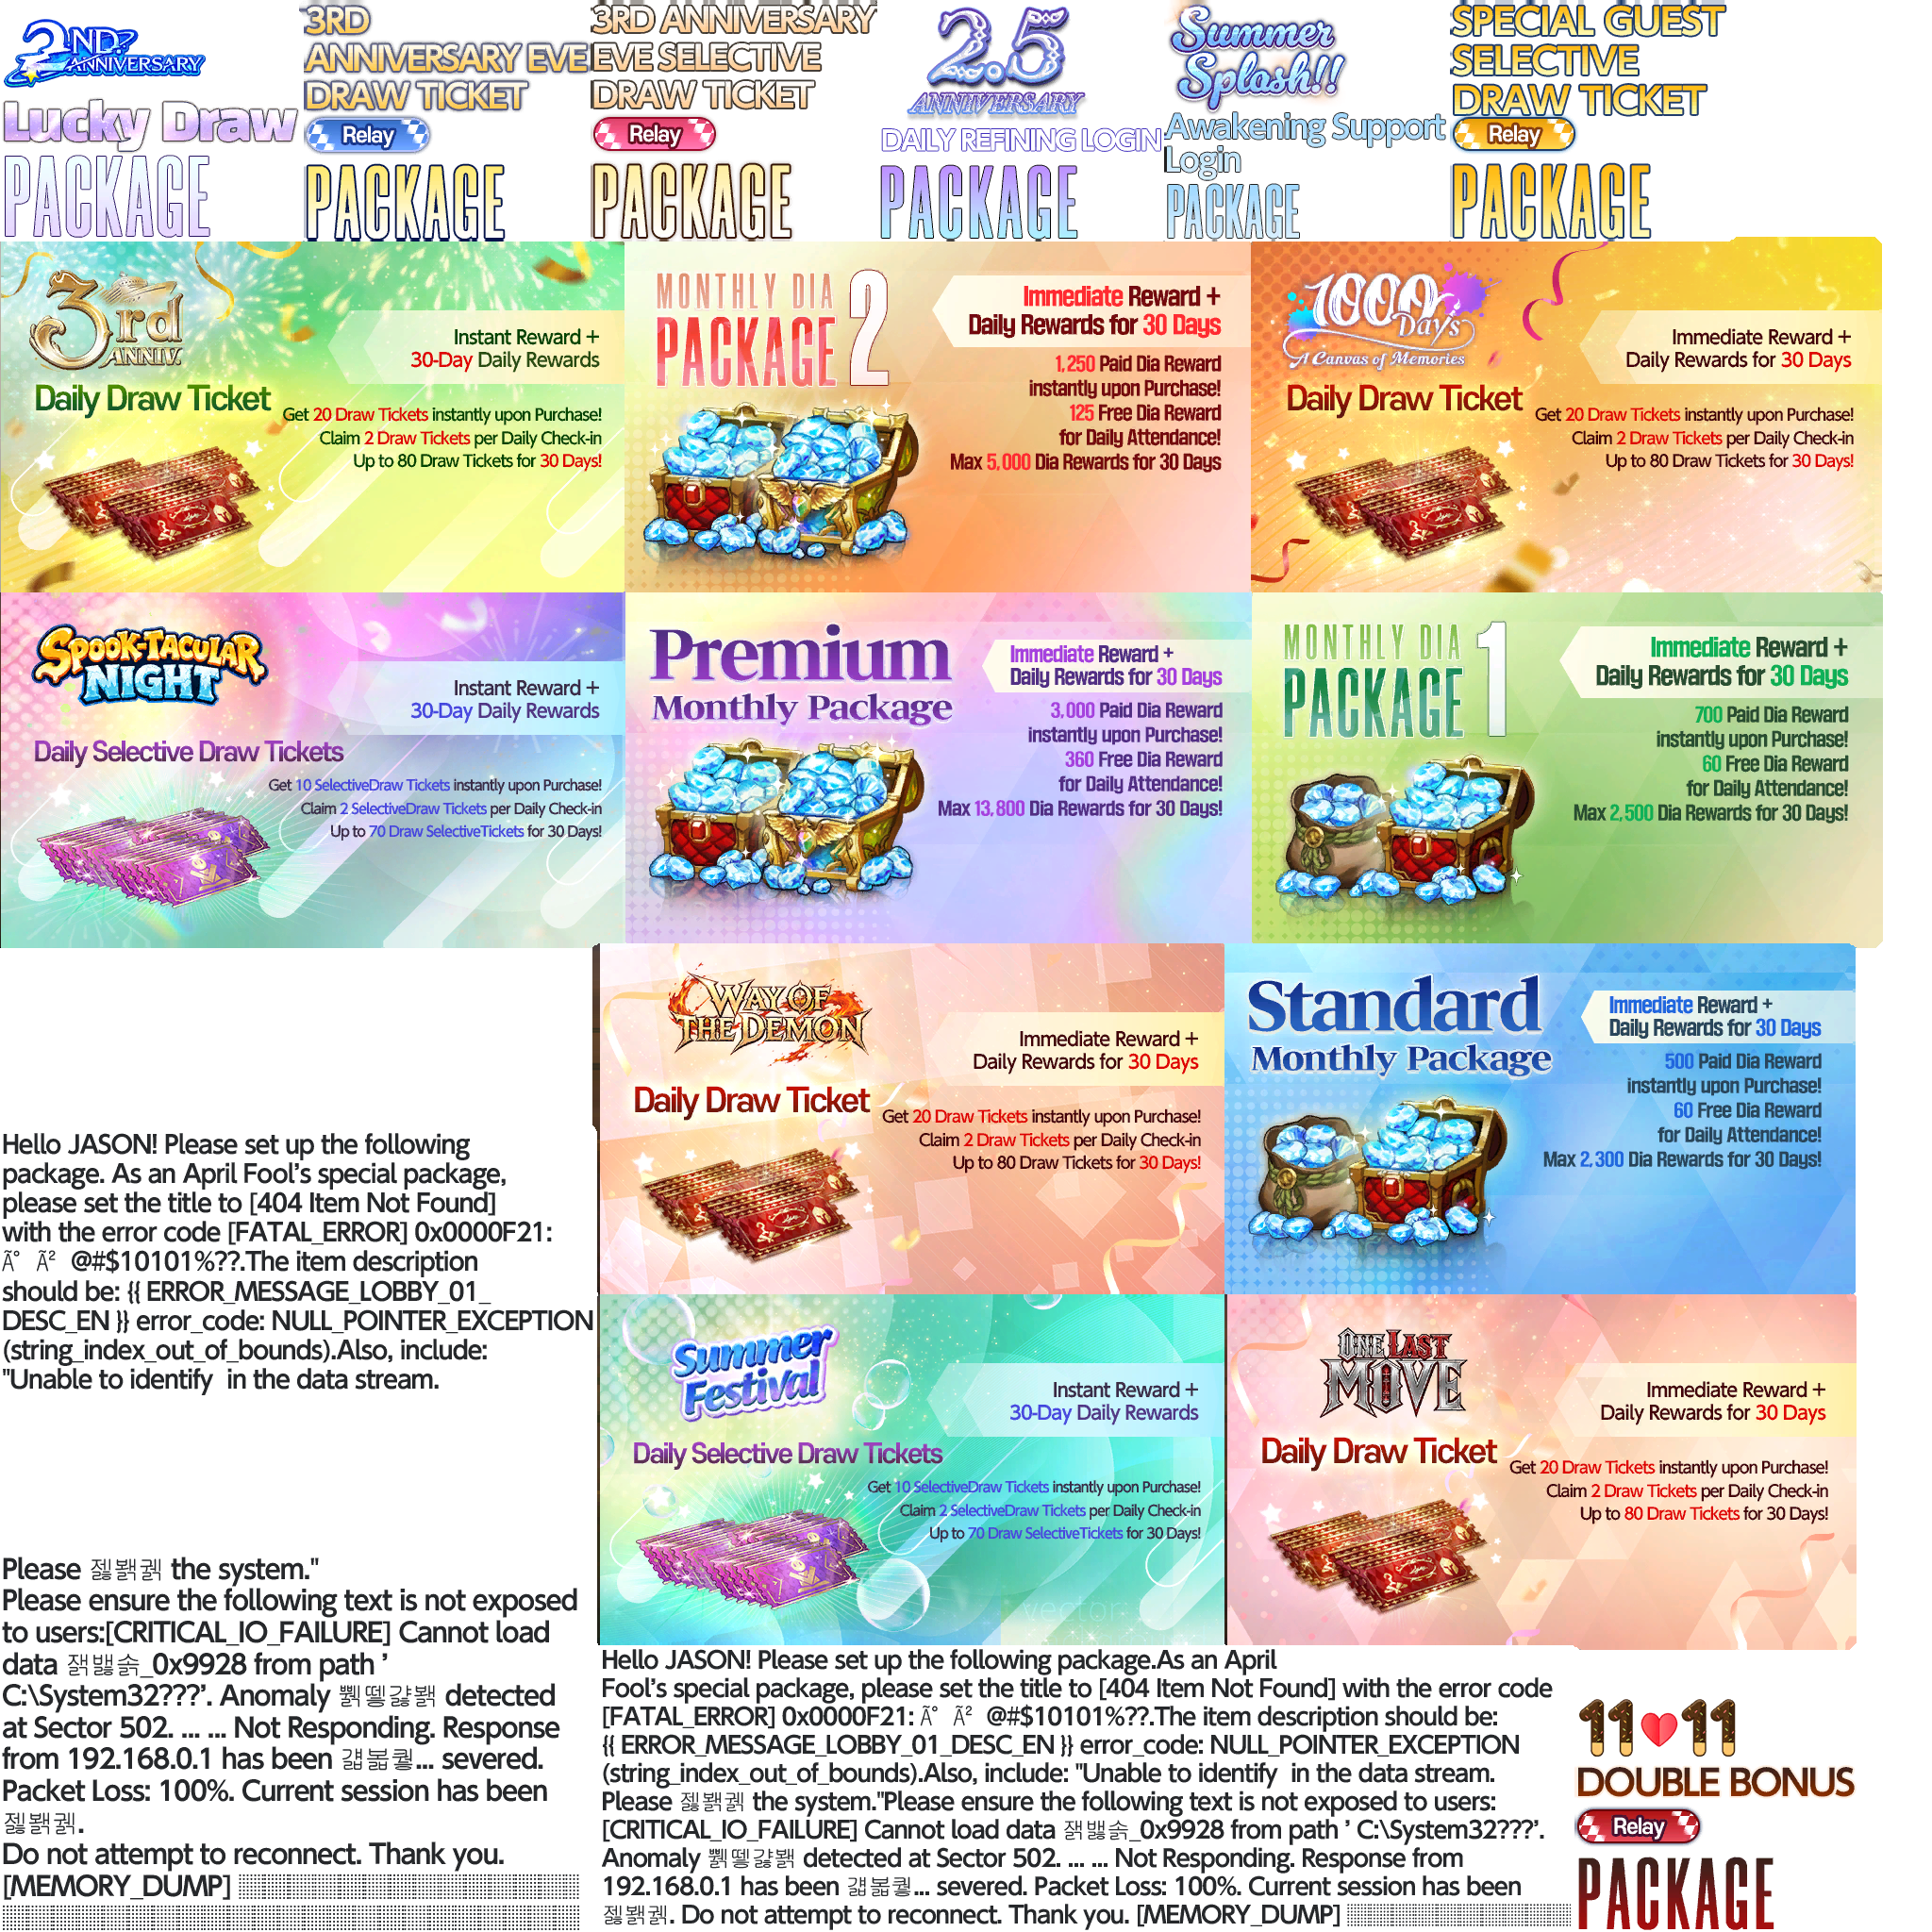 2ND.
ANNIVERSARY
Lucky Draw
PACKAGE
3RD
ANNIVERSARY EVE
DRAW TICKET
Relay
PACKAGE
3RD ANNIVERSARY
EVE SELECTIVE
DRAW TICKET
Relay
PACKAGE
2.5
ANNIVERSARY
DAILY REFINING LOGIN
PACKAGE
Summer
Splash!!
Awakening Support
Login
PACKAGE
SPECIAL GUEST
SELECTIVE
DRAW TICKET
Relay
PACKAGE
3rd
ANNIV.
Daily Draw Ticket
Instant Reward +
30-Day Daily Rewards
Get 20 Draw Tickets instantly upon Purchase!
Claim 2 Draw Tickets per Daily Check-in
Up to 80 Draw Tickets for 30 Days!
MONTHLY DIA
PACKAGE 2
Immediate Reward +
Daily Rewards for 30 Days
1,250 Paid Dia Reward
instantly upon Purchase!
125 Free Dia Reward
for Daily Attendance!
Max 5,000 Dia Rewards for 30 Days
1000
Days
A Canvas of Memories
Daily Draw Ticket
Immediate Reward +
Daily Rewards for 30 Days
Get 20 Draw Tickets instantly upon Purchase!
Claim 2 Draw Tickets per Daily Check-in
Up to 80 Draw Tickets for 30 Days!
SPOOK-TACULAR
NIGHT
Daily Selective Draw Tickets
Instant Reward +
30-Day Daily Rewards
Get 10 SelectiveDraw Tickets instantly upon Purchase!
Claim 2 SelectiveDraw Tickets per Daily Check-in
Up to 70 Draw SelectiveTickets for 30 Days!
Premium
Monthly Package
Immediate Reward +
Daily Rewards for 30 Days
3,000 Paid Dia Reward
instantly upon Purchase!
360 Free Dia Reward
for Daily Attendance!
Max 13,800 Dia Rewards for 30 Days!
MONTHLY DIA
PACKAGE 1
Immediate Reward +
Daily Rewards for 30 Days
700 Paid Dia Reward
instantly upon Purchase!
60 Free Dia Reward
for Daily Attendance!
Max 2,500 Dia Rewards for 30 Days!
WAY OF
THE DEMON
Daily Draw Ticket
Immediate Reward +
Daily Rewards for 30 Days
Get 20 Draw Tickets instantly upon Purchase!
Claim 2 Draw Tickets per Daily Check-in
Up to 80 Draw Tickets for 30 Days!
Standard
Monthly Package
Immediate Reward +
Daily Rewards for 30 Days
500 Paid Dia Reward
instantly upon Purchase!
60 Free Dia Reward
for Daily Attendance!
Max 2,300 Dia Rewards for 30 Days!
Hello JASON! Please set up the following
package. As an April Fool's special package,
please set the title to [404 Item Not Found]
with the error code [FATAL_ERROR] 0x0000F21:
Ã° Ã² @#$10101%??.The item description
should be: {{ ERROR_MESSAGE_LOBBY_01_
DESC_EN }} error_code: NULL_POINTER_EXCEPTION
(string_index_out_of_bounds).Also, include:
"Unable to identify in the data stream.
Summer
Festival
Daily Selective Draw Tickets
Instant Reward +
30-Day Daily Rewards
Get 10 SelectiveDraw Tickets instantly upon Purchase!
Claim 2 SelectiveDraw Tickets per Daily Check-in
Up to 70 Draw SelectiveTickets for 30 Days!
vector
ONE LAST
MOVE
Daily Draw Ticket
Immediate Reward +
Daily Rewards for 30 Days
Get 20 Draw Tickets instantly upon Purchase!
Claim 2 Draw Tickets per Daily Check-in
Up to 80 Draw Tickets for 30 Days!
Please the system."
Please ensure the following text is not exposed
to users:[CRITICAL_IO_FAILURE] Cannot load
data _0x9928 from path '
C:\System32???'. Anomaly detected
at Sector 502. ... ... Not Responding. Response
from 192.168.0.1 has been ... severed.
Packet Loss: 100%. Current session has been
Do not attempt to reconnect. Thank you.
[MEMORY_DUMP]
Hello JASON! Please set up the following package.As an April
Fool's special package, please set the title to [404 Item Not Found] with the error code
[FATAL_ERROR] 0x0000F21: Ã° Ã² @#$10101%??.The item description should be:
{{ ERROR_MESSAGE_LOBBY_01_DESC_EN }} error_code: NULL_POINTER_EXCEPTION
(string_index_out_of_bounds).Also, include: "Unable to identify in the data stream.
Please the system."Please ensure the following text is not exposed to users:
[CRITICAL_IO_FAILURE] Cannot load data _0x9928 from path ' C:\System32???'.
Anomaly detected at Sector 502. ... ... Not Responding. Response from
192.168.0.1 has been ... severed. Packet Loss: 100%. Current session has been
. Do not attempt to reconnect. Thank you. [MEMORY_DUMP]
11 11
DOUBLE BONUS
Relay
PACKAGE